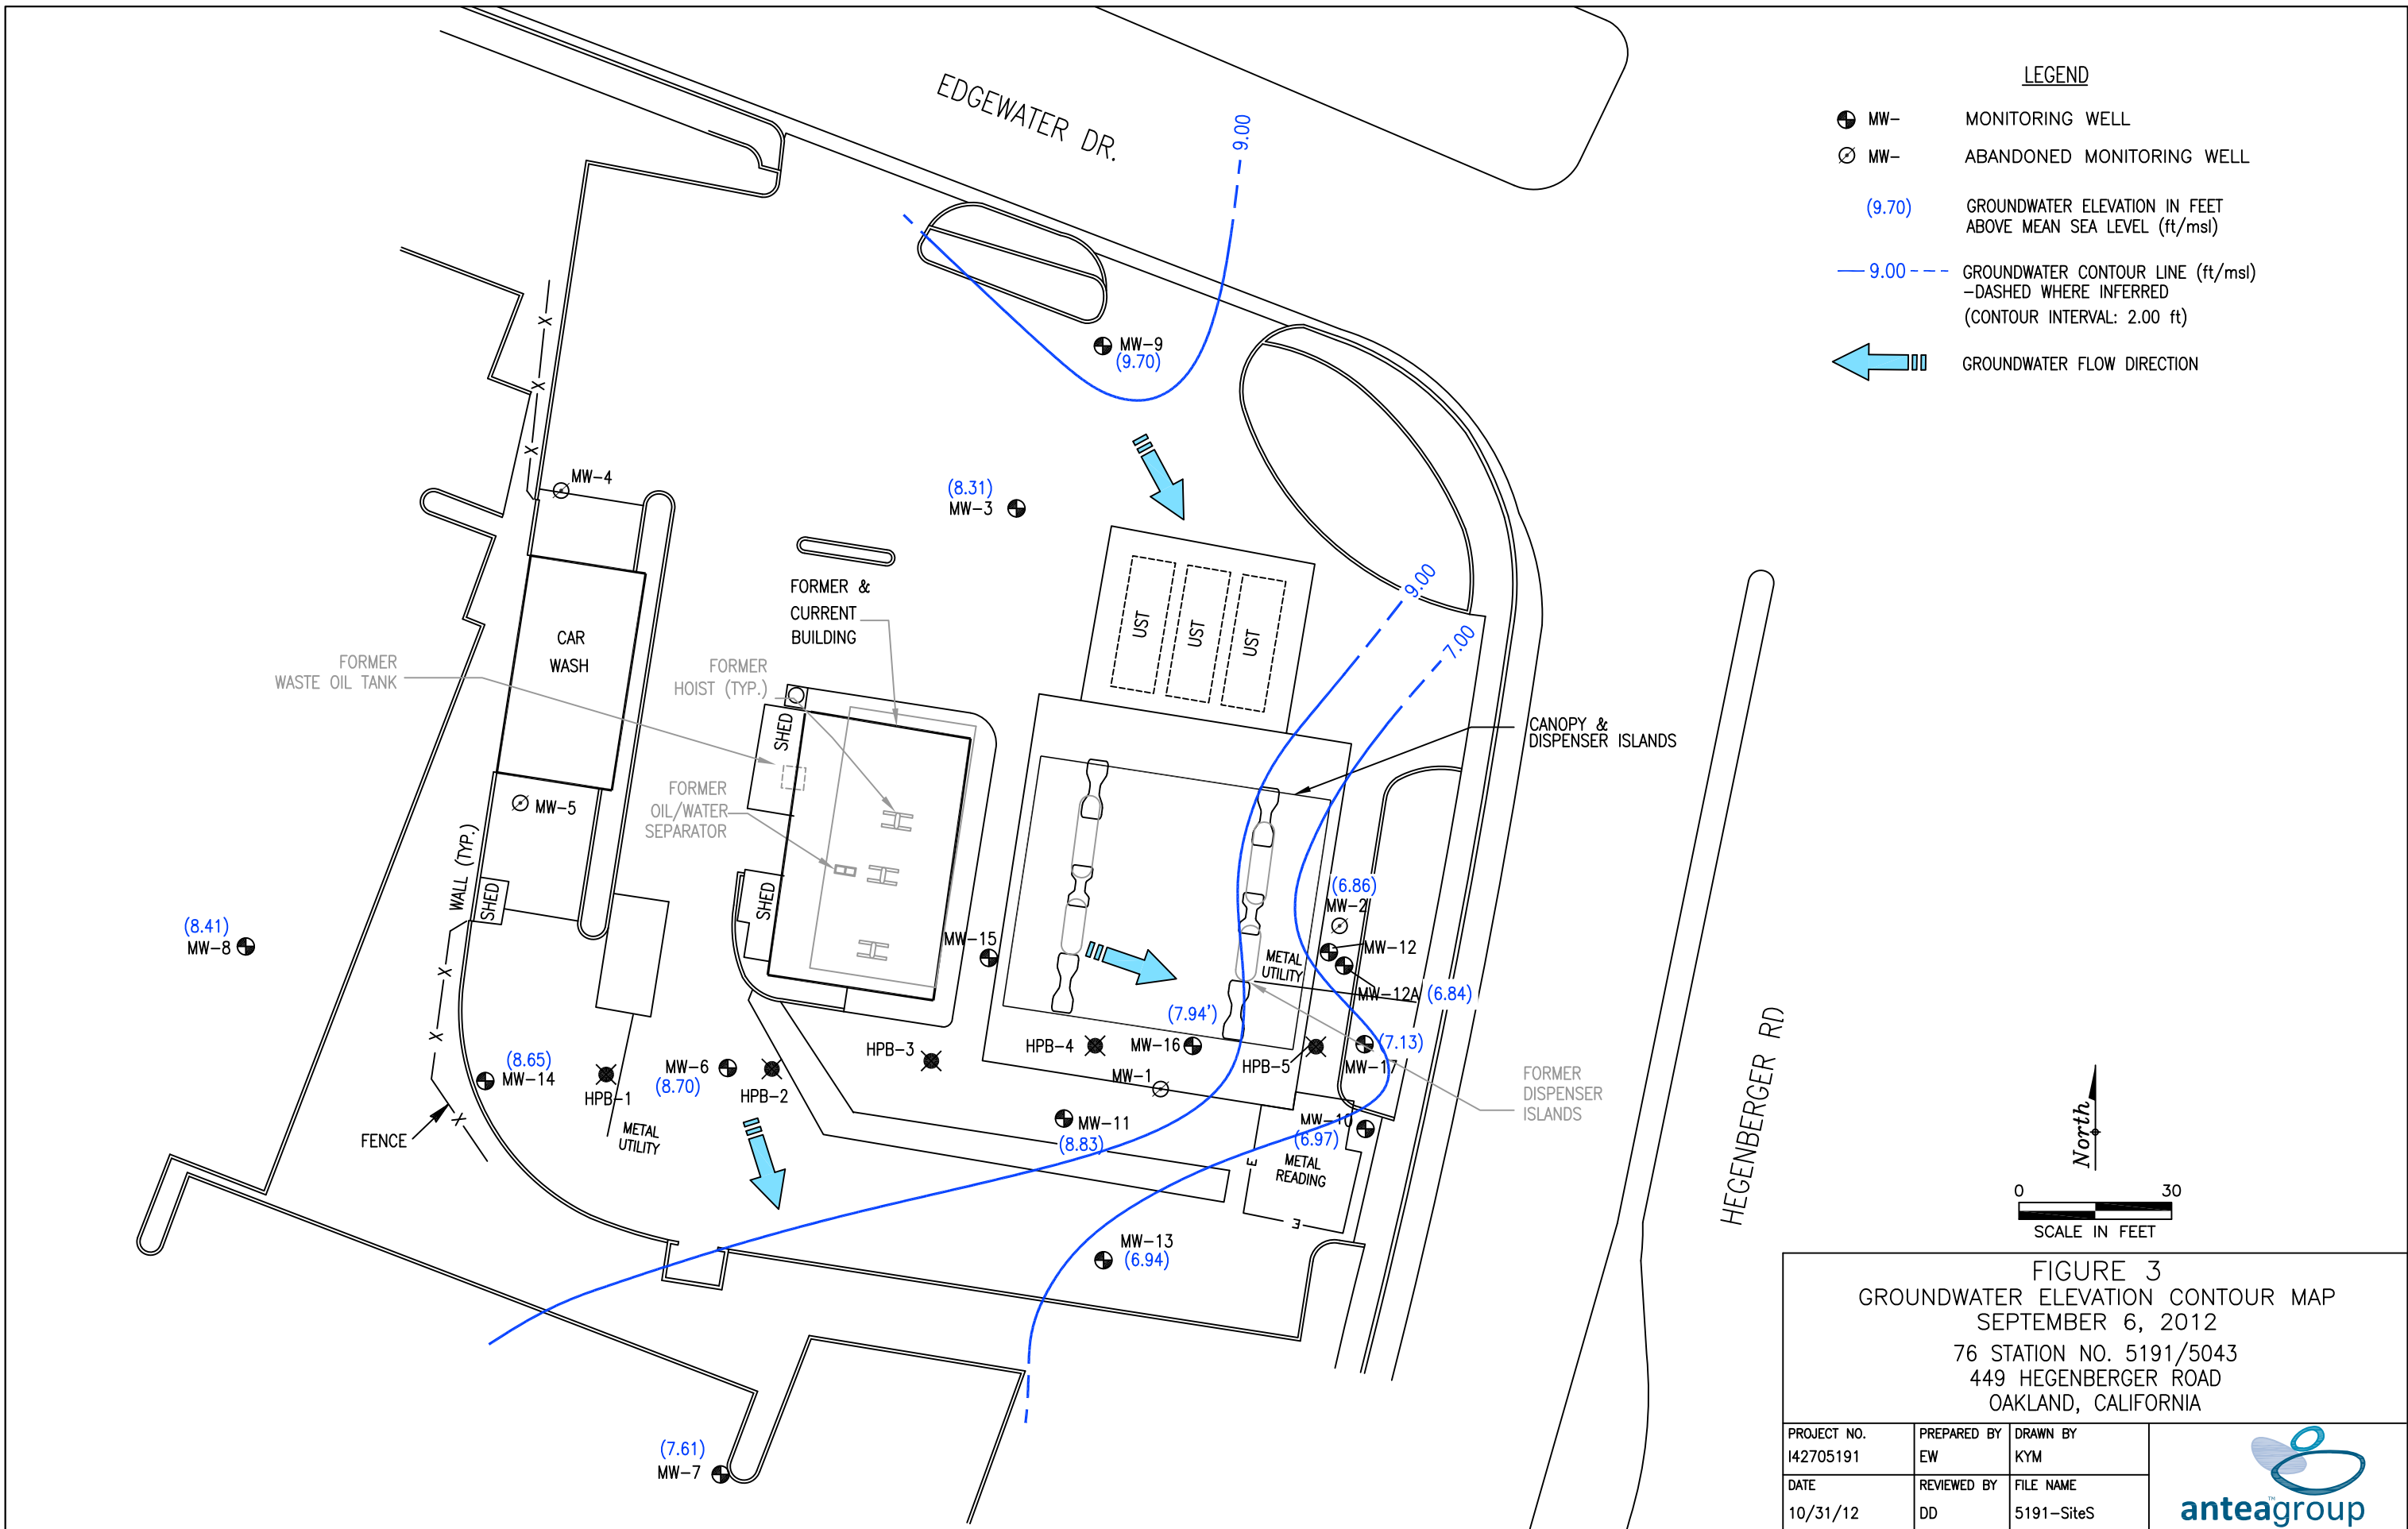 EDGEWATER DR.
9.00
LEGEND
MW- MONITORING WELL
MW- ABANDONED MONITORING WELL
(9.70) GROUNDWATER ELEVATION IN FEET
ABOVE MEAN SEA LEVEL (ft/msl)
9.00 GROUNDWATER CONTOUR LINE (ft/msl)
-DASHED WHERE INFERRED
(CONTOUR INTERVAL: 2.00 ft)
GROUNDWATER FLOW DIRECTION
X
X
X
MW-9
(9.70)
MW-4
(8.31)
MW-3
FORMER &
CURRENT
BUILDING
UST
UST
UST
9.00
7.00
CAR
WASH
FORMER
WASTE OIL TANK
FORMER
HOIST (TYP.)
SHED
CANOPY &
DISPENSER ISLANDS
FORMER
OIL/WATER
SEPARATOR
MW-5
WALL (TYP.)
SHED
SHED
(6.86)
MW-2
(8.41)
MW-8
MW-15
MW-12
METAL
UTILITY
MW-12A (6.84)
X
X
X
(7.94')
(7.13)
MW-17
HPB-3
HPB-4
MW-16
HPB-5
MW-1
(8.65)
MW-14
HPB-1
MW-6
(8.70)
HPB-2
METAL
UTILITY
FENCE
MW-11
(8.83)
MW-10
(6.97)
FORMER
DISPENSER
ISLANDS
E
METAL
READING
E
MW-13
(6.94)
(7.61)
MW-7
HEGENBERGER RD
North
0 30
SCALE IN FEET
FIGURE 3
GROUNDWATER ELEVATION CONTOUR MAP
SEPTEMBER 6, 2012
76 STATION NO. 5191/5043
449 HEGENBERGER ROAD
OAKLAND, CALIFORNIA
PROJECT NO. PREPARED BY DRAWN BY
I42705191 EW KYM
DATE REVIEWED BY FILE NAME
10/31/12 DD 5191-SiteS
anteagroup™